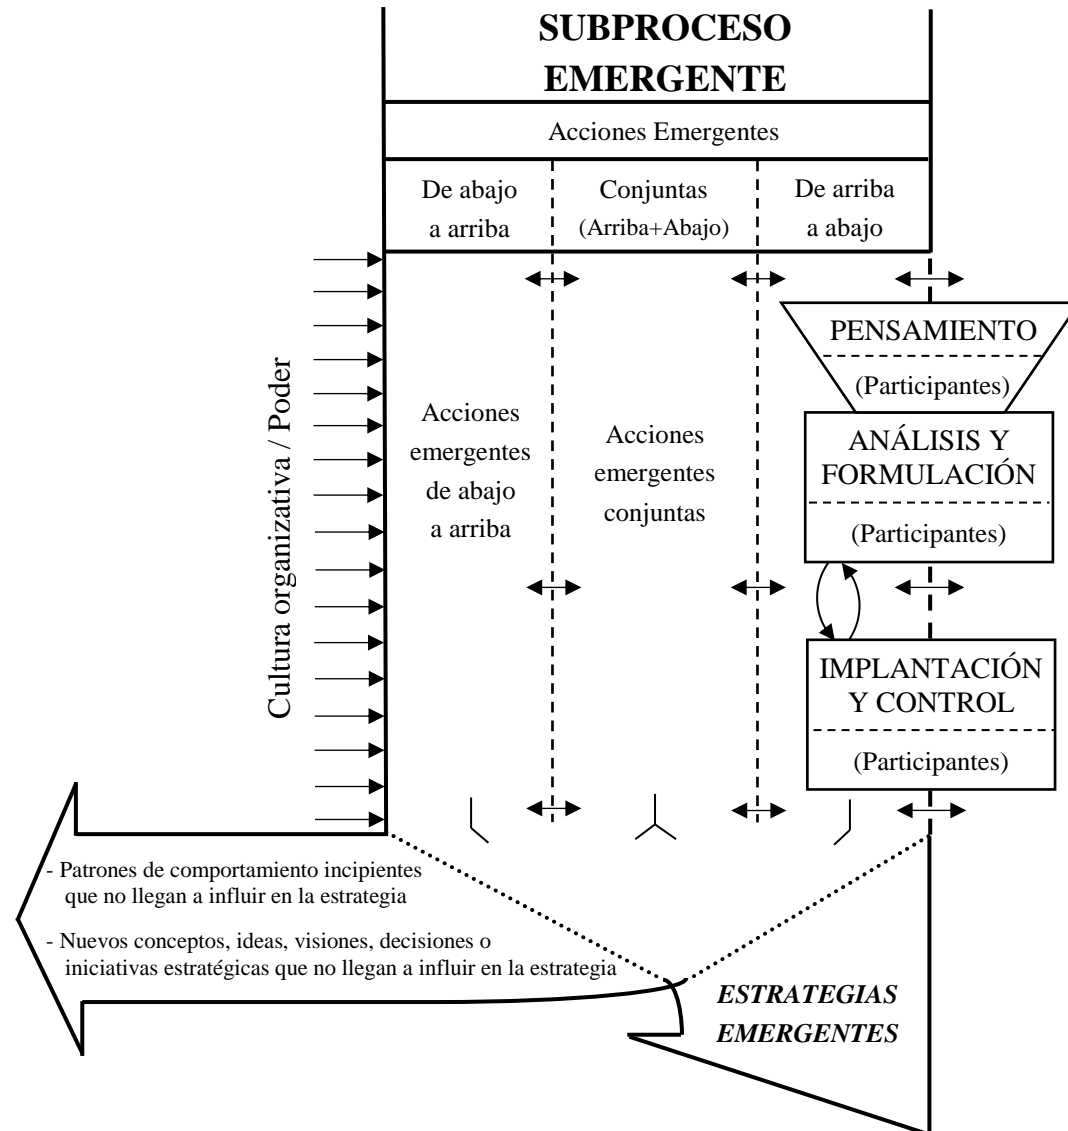 SUBPROCESO
EMERGENTE
Acciones Emergentes
De abajo
a arriba
Conjuntas
(Arriba+Abajo)
De arriba
a abajo
Cultura organizativa / Poder
Acciones
emergentes
de abajo
a arriba
Acciones
emergentes
conjuntas
PENSAMIENTO
(Participantes)
ANÁLISIS Y
FORMULACIÓN
(Participantes)
IMPLANTACIÓN
Y CONTROL
(Participantes)
- Patrones de comportamiento incipientes
que no llegan a influir en la estrategia
- Nuevos conceptos, ideas, visiones, decisiones o
iniciativas estratégicas que no llegan a influir en la estrategia
ESTRATEGIAS
EMERGENTES